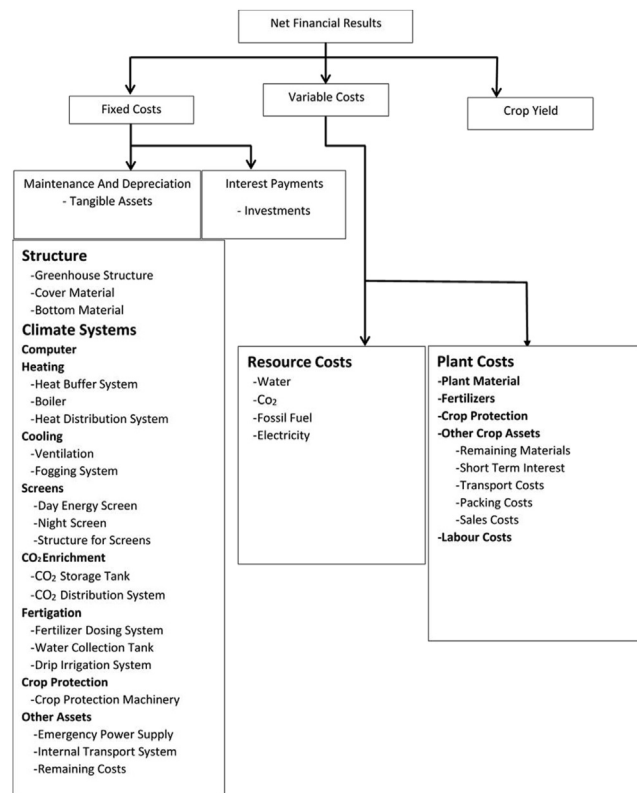 Net Financial Results
Fixed Costs
Variable Costs
Crop Yield
Maintenance And Depreciation
- Tangible Assets
Interest Payments
- Investments
Structure
-Greenhouse Structure
-Cover Material
-Bottom Material
Climate Systems
Computer
Heating
-Heat Buffer System
-Boiler
-Heat Distribution System
Cooling
-Ventilation
-Fogging System
Screens
-Day Energy Screen
-Night Screen
-Structure for Screens
CO₂ Enrichment
-CO₂ Storage Tank
-CO₂ Distribution System
Fertigation
-Fertilizer Dosing System
-Water Collection Tank
-Drip Irrigation System
Crop Protection
-Crop Protection Machinery
Other Assets
-Emergency Power Supply
-Internal Transport System
-Remaining Costs
Resource Costs
-Water
-Co₂
-Fossil Fuel
-Electricity
Plant Costs
-Plant Material
-Fertilizers
-Crop Protection
-Other Crop Assets
-Remaining Materials
-Short Term Interest
-Transport Costs
-Packing Costs
-Sales Costs
-Labour Costs